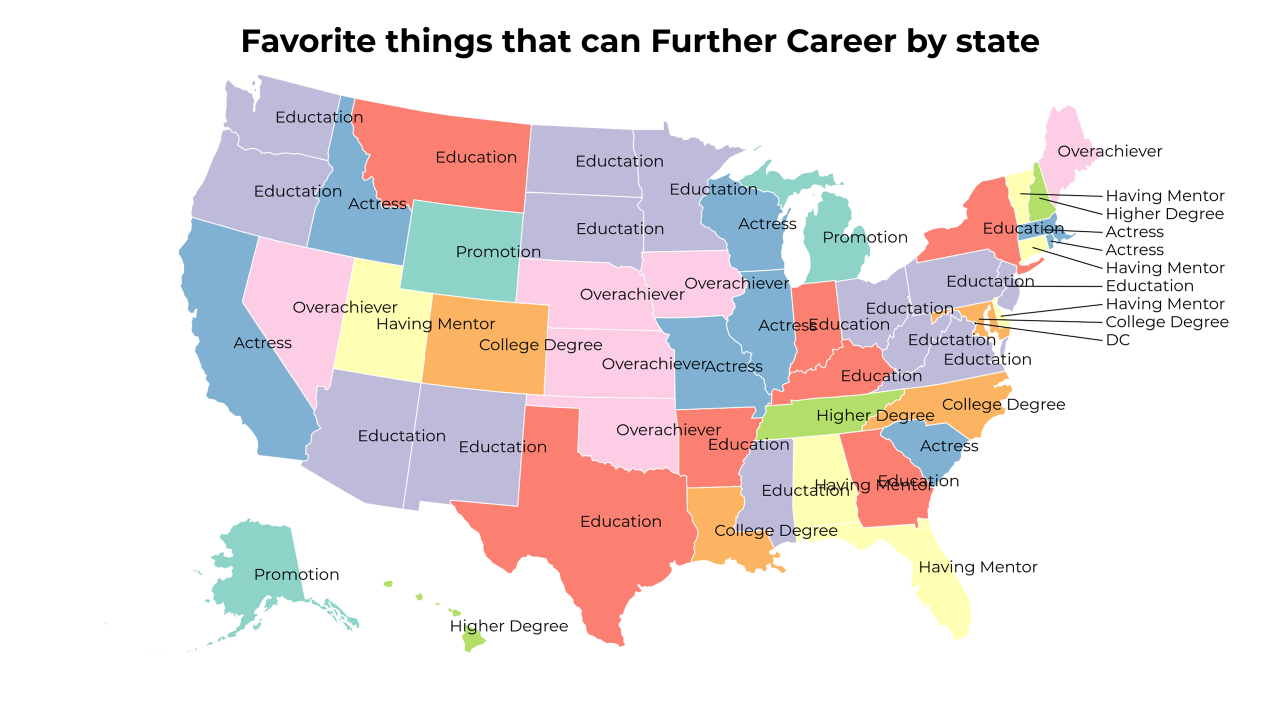 Favorite things that can Further Career by state
Eductation
Overachiever
Education
Eductation
Eductation
Eductation
Actress
Having Mentor
Higher Degree
Actress
Education
Eductation
Actress
Promotion
Actress
Promotion
Having Mentor
Overachiever
Eductation
Eductation
Overachiever
Overachiever
Having Mentor
Eductation
College Degree
Having Mentor
Actress
Education
Eductation
DC
Actress
College Degree
Eductation
Overachiever
Actress
Education
College Degree
Higher Degree
Overachiever
Eductation
Eductation
Education
Actress
Eductation
Having Mentor
Education
Education
College Degree
Having Mentor
Promotion
Higher Degree